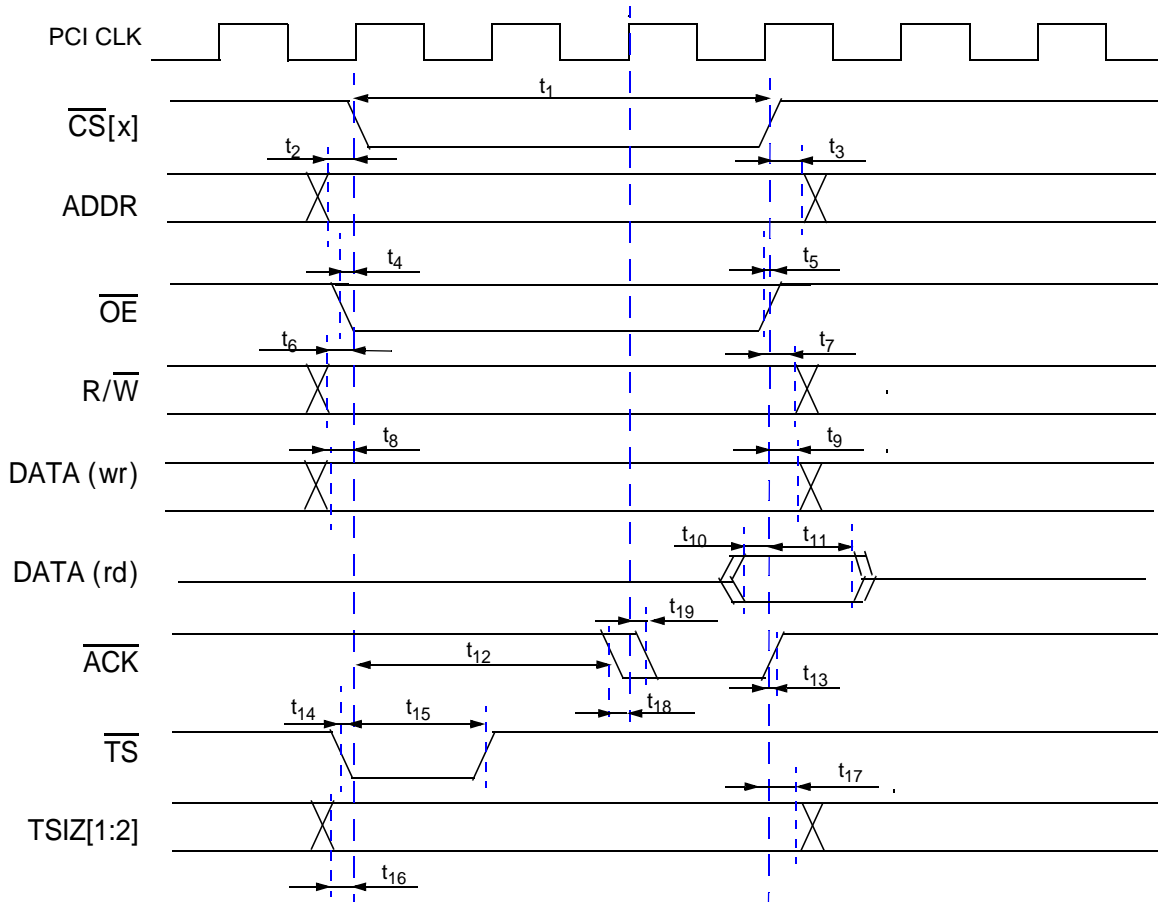 PCI CLK
t1
CS[x]
t2
t3
ADDR
t4
t5
OE
t6
t7
R/W
t8
t9
DATA (wr)
t10
t11
DATA (rd)
t19
ACK
t12
t13
t18
t14
t15
TS
t17
TSIZ[1:2]
t16